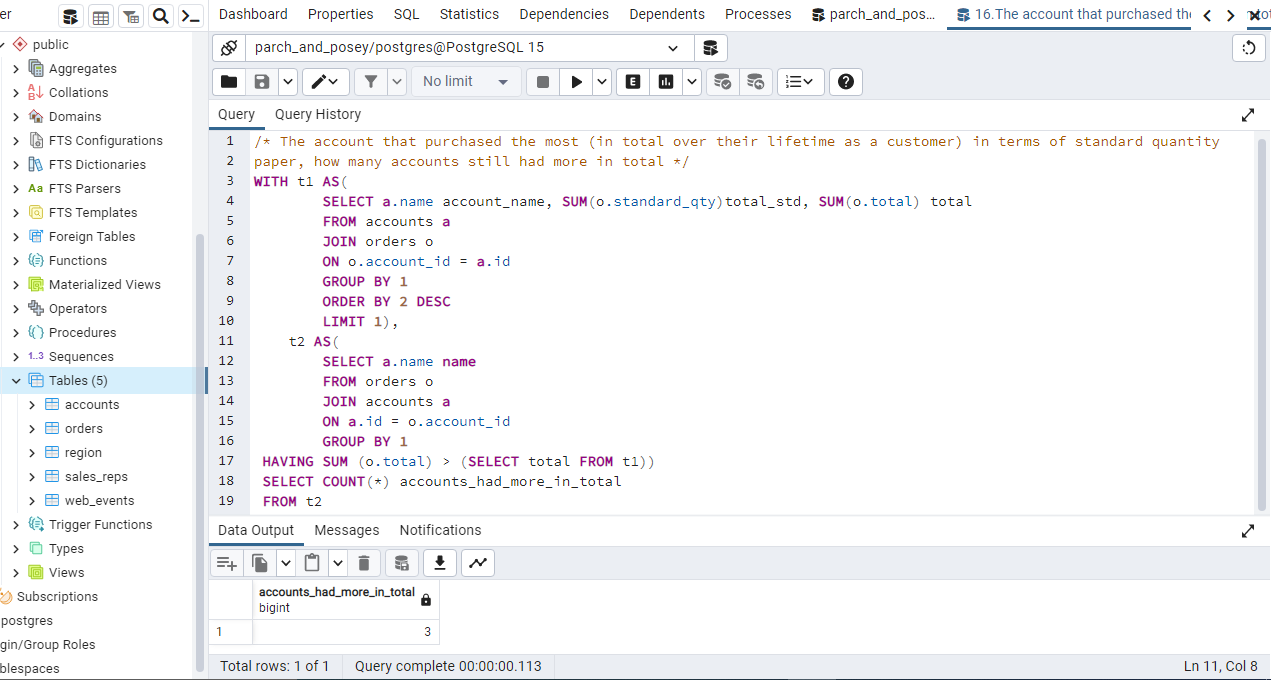 er
Dashboard Properties SQL Statistics Dependencies Dependents Processes parch_and_pos... 16.The account that purchased the
public
Aggregates
Collations
Domains
FTS Configurations
FTS Dictionaries
Aa FTS Parsers
FTS Templates
Foreign Tables
Functions
Materialized Views
Operators
Procedures
1..3 Sequences
Tables (5)
accounts
orders
region
sales_reps
web_events
Trigger Functions
Types
Views
Subscriptions
postgres
gin/Group Roles
blespaces
parch_and_posey/postgres@PostgreSQL 15
No limit
E
Query Query History
1 /* The account that purchased the most (in total over their lifetime as a customer) in terms of standard quantity
2 paper, how many accounts still had more in total */
3 WITH t1 AS(
4 SELECT a.name account_name, SUM(o.standard_qty)total_std, SUM(o.total) total
5 FROM accounts a
6 JOIN orders o
7 ON o.account_id = a.id
8 GROUP BY 1
9 ORDER BY 2 DESC
10 LIMIT 1),
11 t2 AS(
12 SELECT a.name name
13 FROM orders o
14 JOIN accounts a
15 ON a.id = o.account_id
16 GROUP BY 1
17 HAVING SUM (o.total) > (SELECT total FROM t1))
18 SELECT COUNT(*) accounts_had_more_in_total
19 FROM t2
Data Output Messages Notifications
accounts_had_more_in_total
bigint
1 3
Total rows: 1 of 1 Query complete 00:00:00.113 Ln 11, Col 8